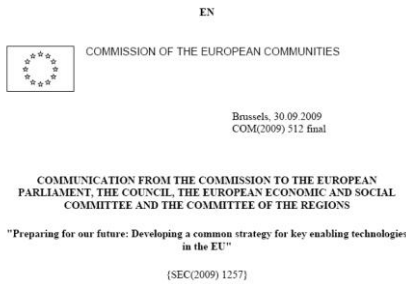 EN
COMMISSION OF THE EUROPEAN COMMUNITIES
Brussels, 30.09.2009
COM(2009) 512 final
COMMUNICATION FROM THE COMMISSION TO THE EUROPEAN
PARLIAMENT, THE COUNCIL, THE EUROPEAN ECONOMIC AND SOCIAL
COMMITTEE AND THE COMMITTEE OF THE REGIONS
"Preparing for our future: Developing a common strategy for key enabling technologies
in the EU"
{SEC(2009) 1257}